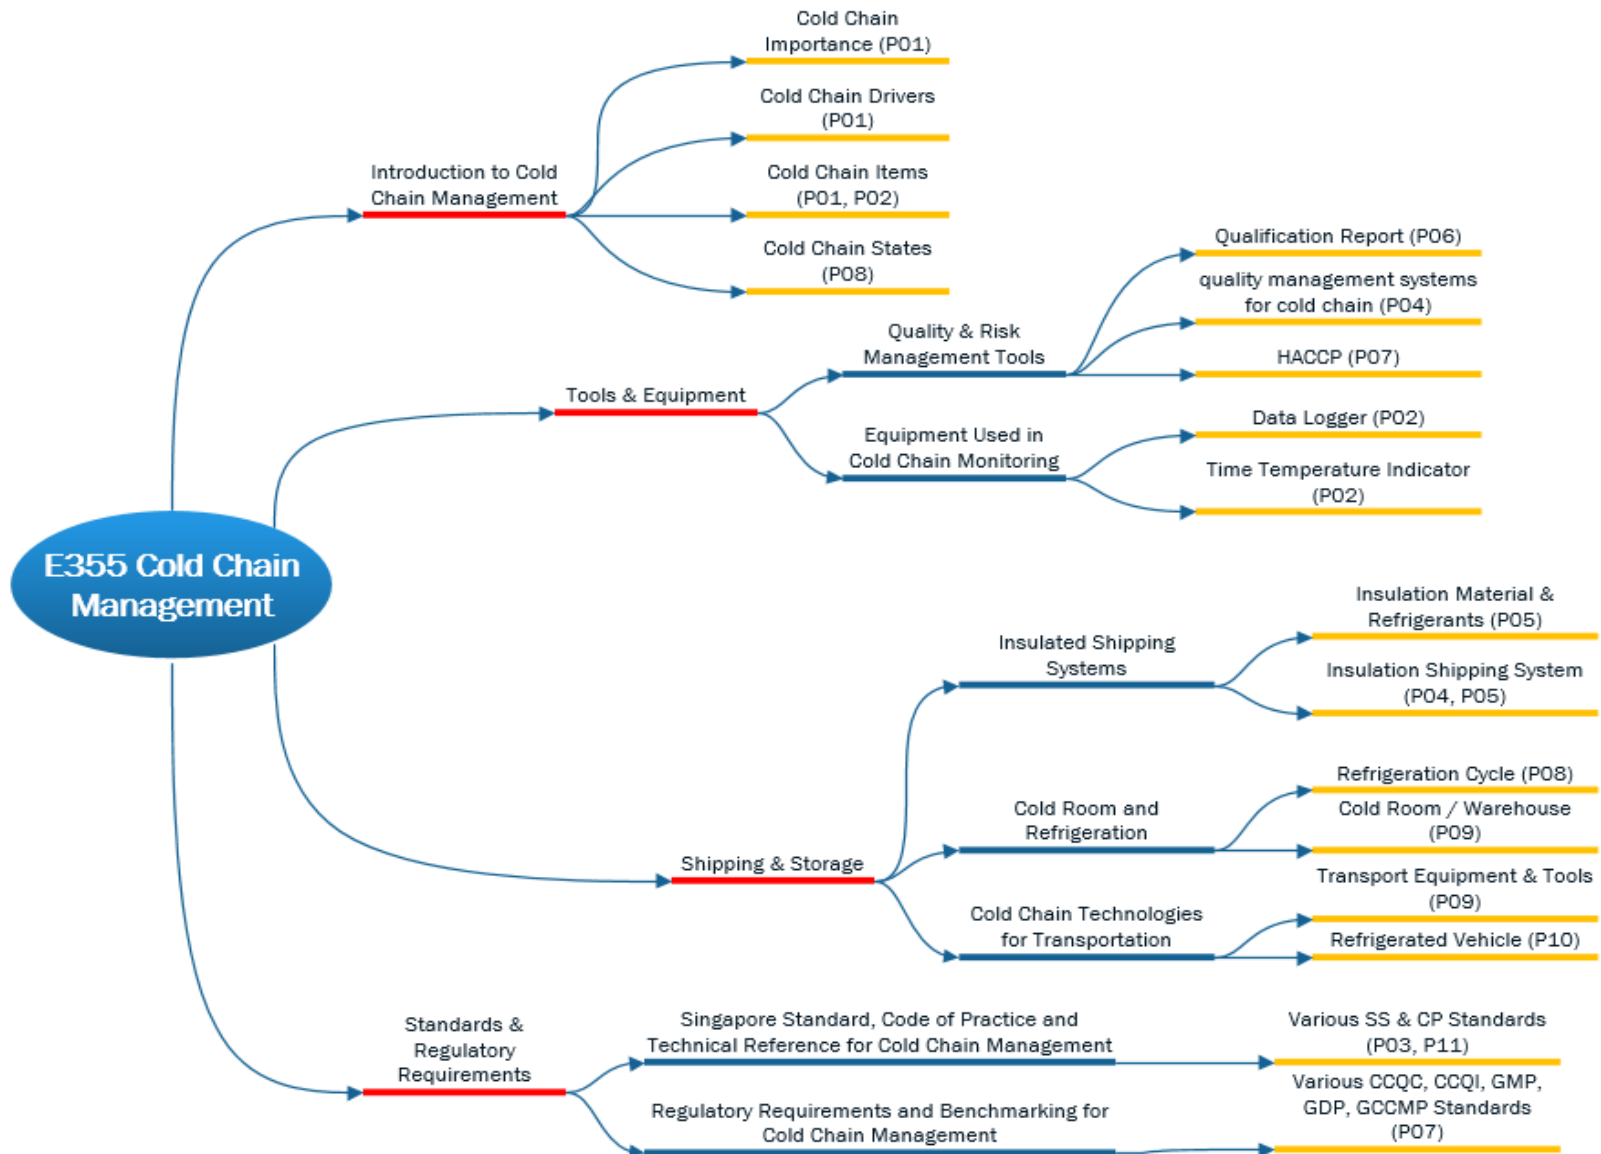 Cold Chain
Importance (P01)
Cold Chain Drivers
(P01)
Introduction to Cold
Chain Management
Cold Chain Items
(P01, P02)
Cold Chain States
(P08)
Qualification Report (P06)
quality management systems
for cold chain (P04)
Quality & Risk
Management Tools
HACCP (P07)
Tools & Equipment
Data Logger (P02)
Equipment Used in
Cold Chain Monitoring
Time Temperature Indicator
(P02)
E355 Cold Chain
Management
Insulation Material &
Refrigerants (P05)
Insulated Shipping
Systems
Insulation Shipping System
(P04, P05)
Refrigeration Cycle (P08)
Cold Room and
Refrigeration
Cold Room / Warehouse
(P09)
Shipping & Storage
Transport Equipment & Tools
(P09)
Cold Chain Technologies
for Transportation
Refrigerated Vehicle (P10)
Standards &
Regulatory
Requirements
Singapore Standard, Code of Practice and
Technical Reference for Cold Chain Management
Various SS & CP Standards
(P03, P11)
Regulatory Requirements and Benchmarking for
Cold Chain Management
Various CCQC, CCQI, GMP,
GDP, GCCMP Standards
(P07)